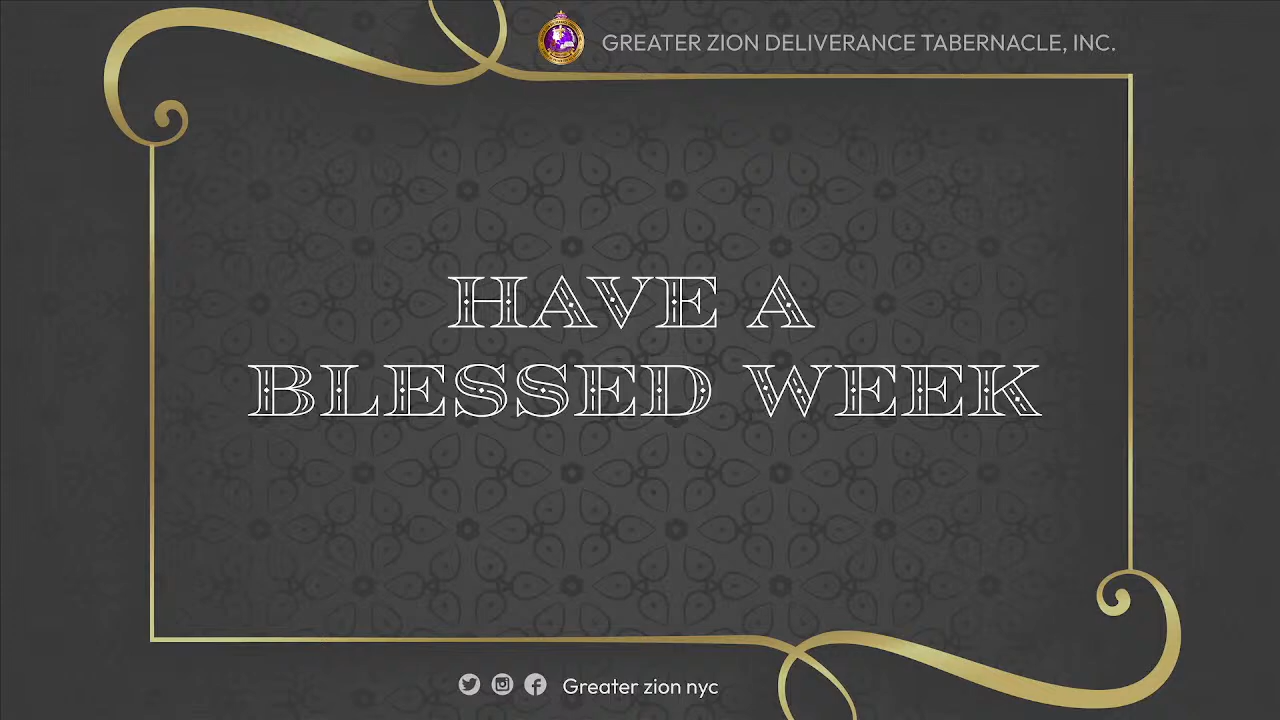 GREATER ZION DELIVERANCE TABERNACLE, INC.
HAVE A
BLESSED WEEK
Greater zion nyc